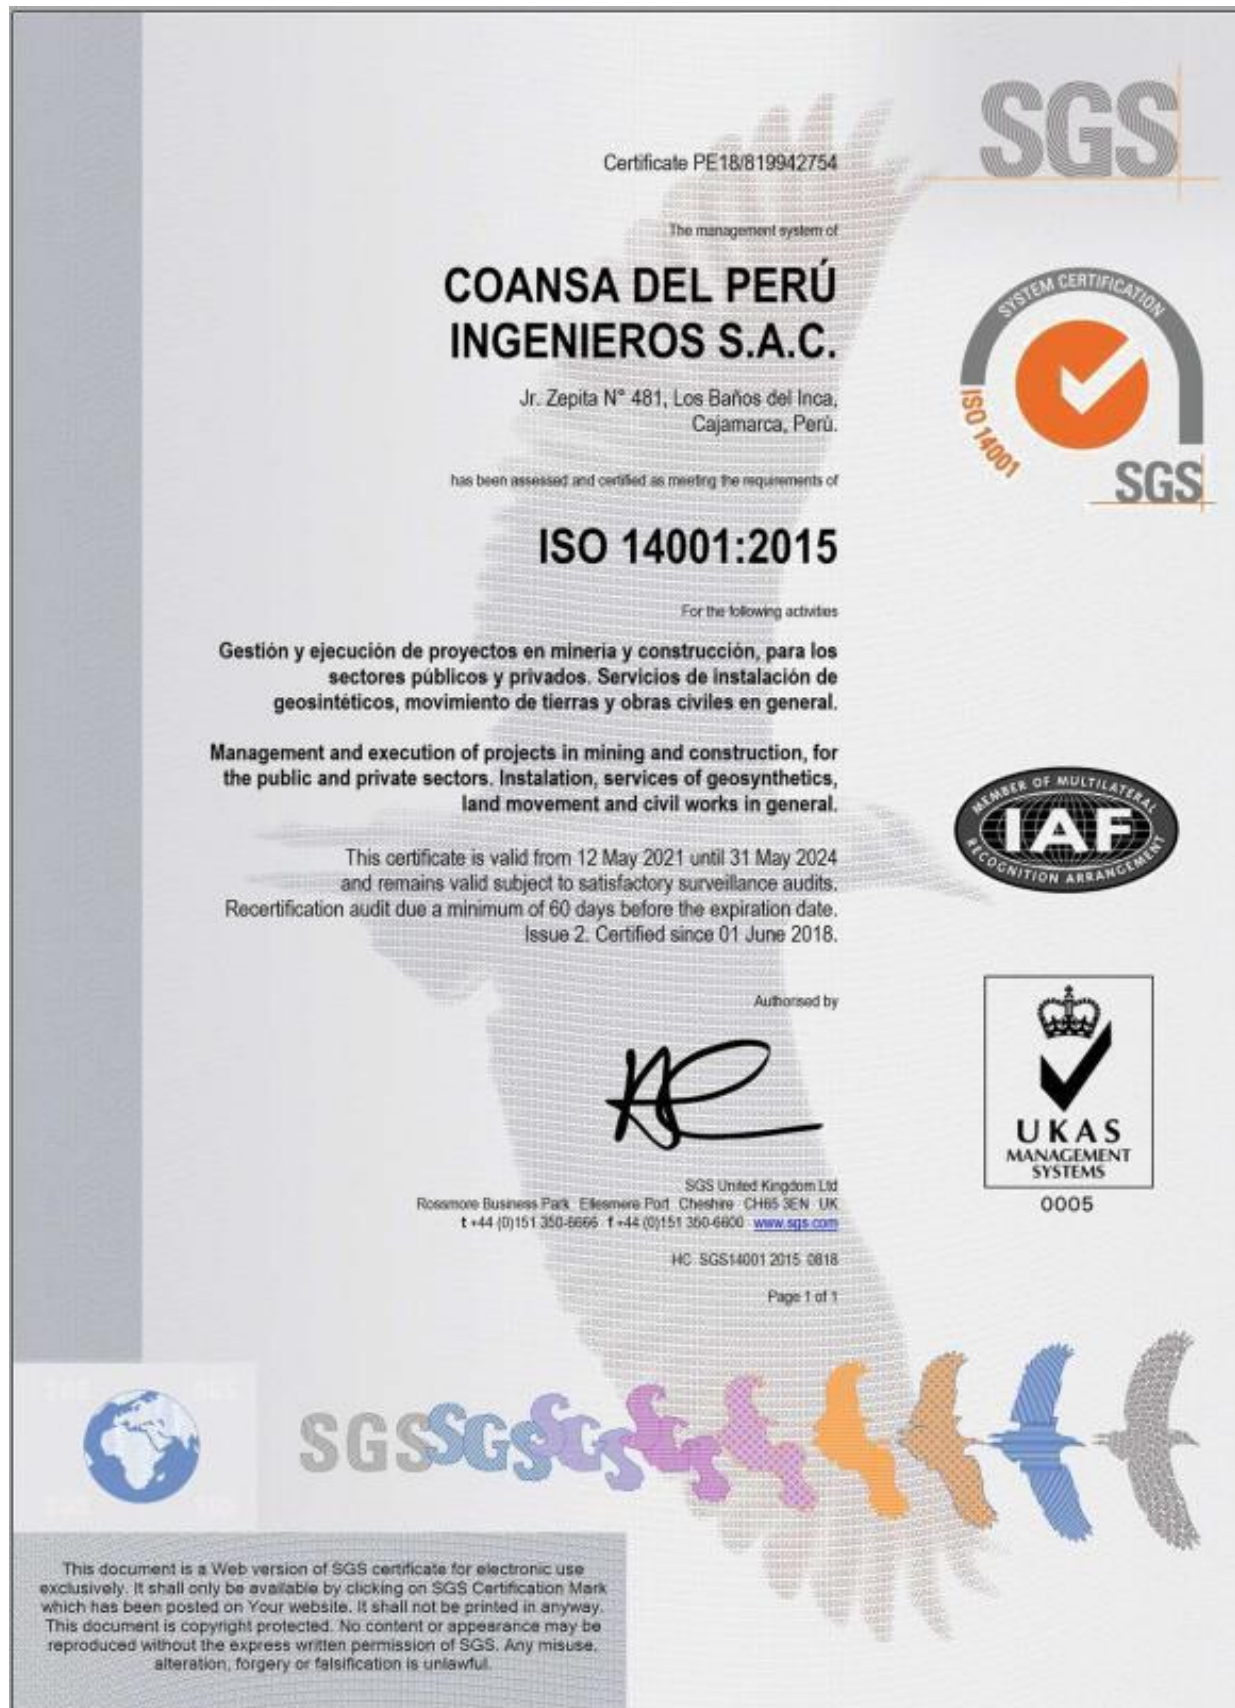 SGS
Certificate PE18/819942754
The management system of
COANSA DEL PERÚ
INGENIEROS S.A.C.
Jr. Zepita N° 481, Los Baños del Inca,
Cajamarca, Perú.
has been assessed and certified as meeting the requirements of
ISO 14001:2015
For the following activities
Gestión y ejecución de proyectos en minería y construcción, para los
sectores públicos y privados. Servicios de instalación de
geosintéticos, movimiento de tierras y obras civiles en general.
Management and execution of projects in mining and construction, for
the public and private sectors. Instalation, services of geosynthetics,
land movement and civil works in general.
This certificate is valid from 12 May 2021 until 31 May 2024
and remains valid subject to satisfactory surveillance audits.
Recertification audit due a minimum of 60 days before the expiration date.
Issue 2. Certified since 01 June 2018.
Authorised by
SGS United Kingdom Ltd
Rossmore Business Park Ellesmere Port Cheshire CH65 3EN UK
t +44 (0)151 350-6666 f +44 (0)151 350-6600 www.sgs.com
HC SGS14001 2015 0818
Page 1 of 1
SYSTEM CERTIFICATION
ISO 14001
SGS
MEMBER OF MULTILATERAL
IAF
RECOGNITION ARRANGEMENT
UKAS
MANAGEMENT
SYSTEMS
0005
SGS SGS SGS
This document is a Web version of SGS certificate for electronic use
exclusively. It shall only be available by clicking on SGS Certification Mark
which has been posted on Your website. It shall not be printed in anyway.
This document is copyright protected. No content or appearance may be
reproduced without the express written permission of SGS. Any misuse,
alteration, forgery or falsification is unlawful.